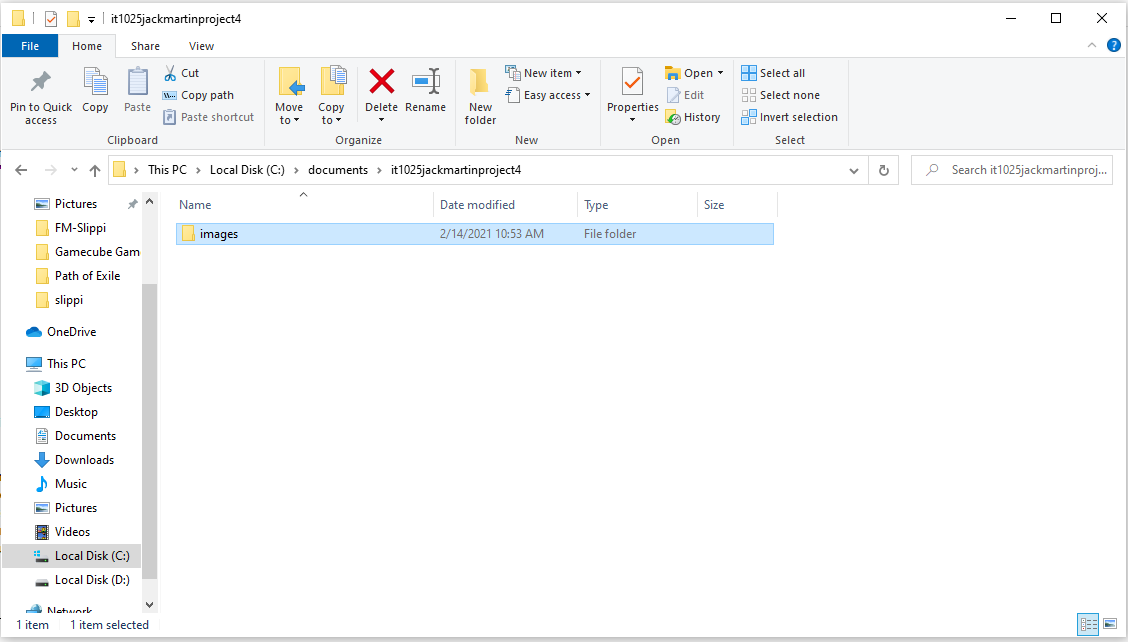 it1025jackmartinproject4
File Home Share View
Pin to Quick access
Copy
Paste
Cut
Copy path
Paste shortcut
Clipboard
Move to
Copy to
Delete
Rename
Organize
New folder
New item
Easy access
New
Properties
Open
Edit
History
Open
Select all
Select none
Invert selection
Select
This PC > Local Disk (C:) > documents > it1025jackmartinproject4
Search it1025jackmartinproj...
Pictures
FM-Slippi
Gamecube Gam
Path of Exile
slippi
OneDrive
This PC
3D Objects
Desktop
Documents
Downloads
Music
Pictures
Videos
Local Disk (C:)
Local Disk (D:)
Network
Name Date modified Type Size
images 2/14/2021 10:53 AM File folder
1 item 1 item selected